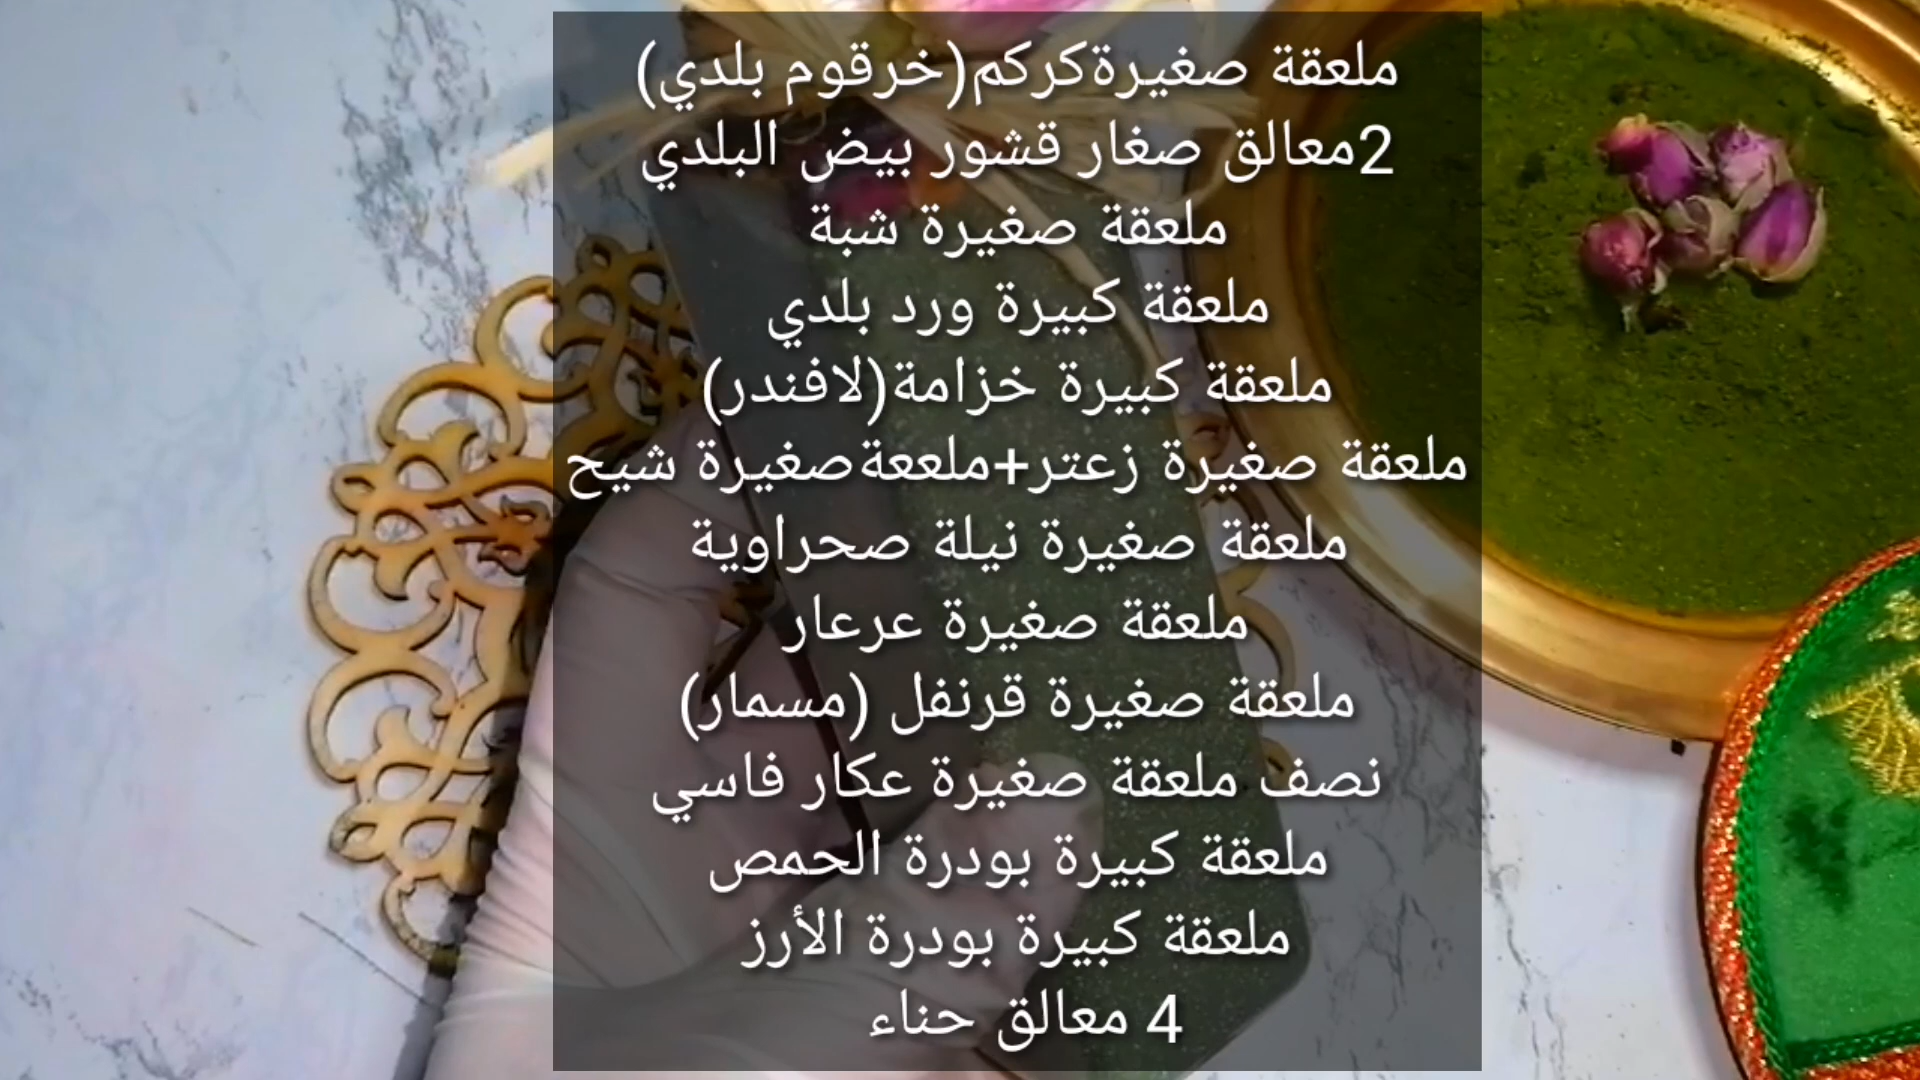 ملعقة صغيرةكركم(خرقوم بلدي)
2معالق صغار قشور بيض البلدي
ملعقة صغيرة شبة
ملعقة كبيرة ورد بلدي
ملعقة كبيرة خزامة(لافندر)
ملعقة صغيرة زعتر+ملععةصغيرة شيح
ملعقة صغيرة نيلة صحراوية
ملعقة صغيرة عرعار
ملعقة صغيرة قرنفل (مسمار)
نصف ملعقة صغيرة عكار فاسي
ملعقة كبيرة بودرة الحمص
ملعقة كبيرة بودرة الأرز
4 معالق حناء